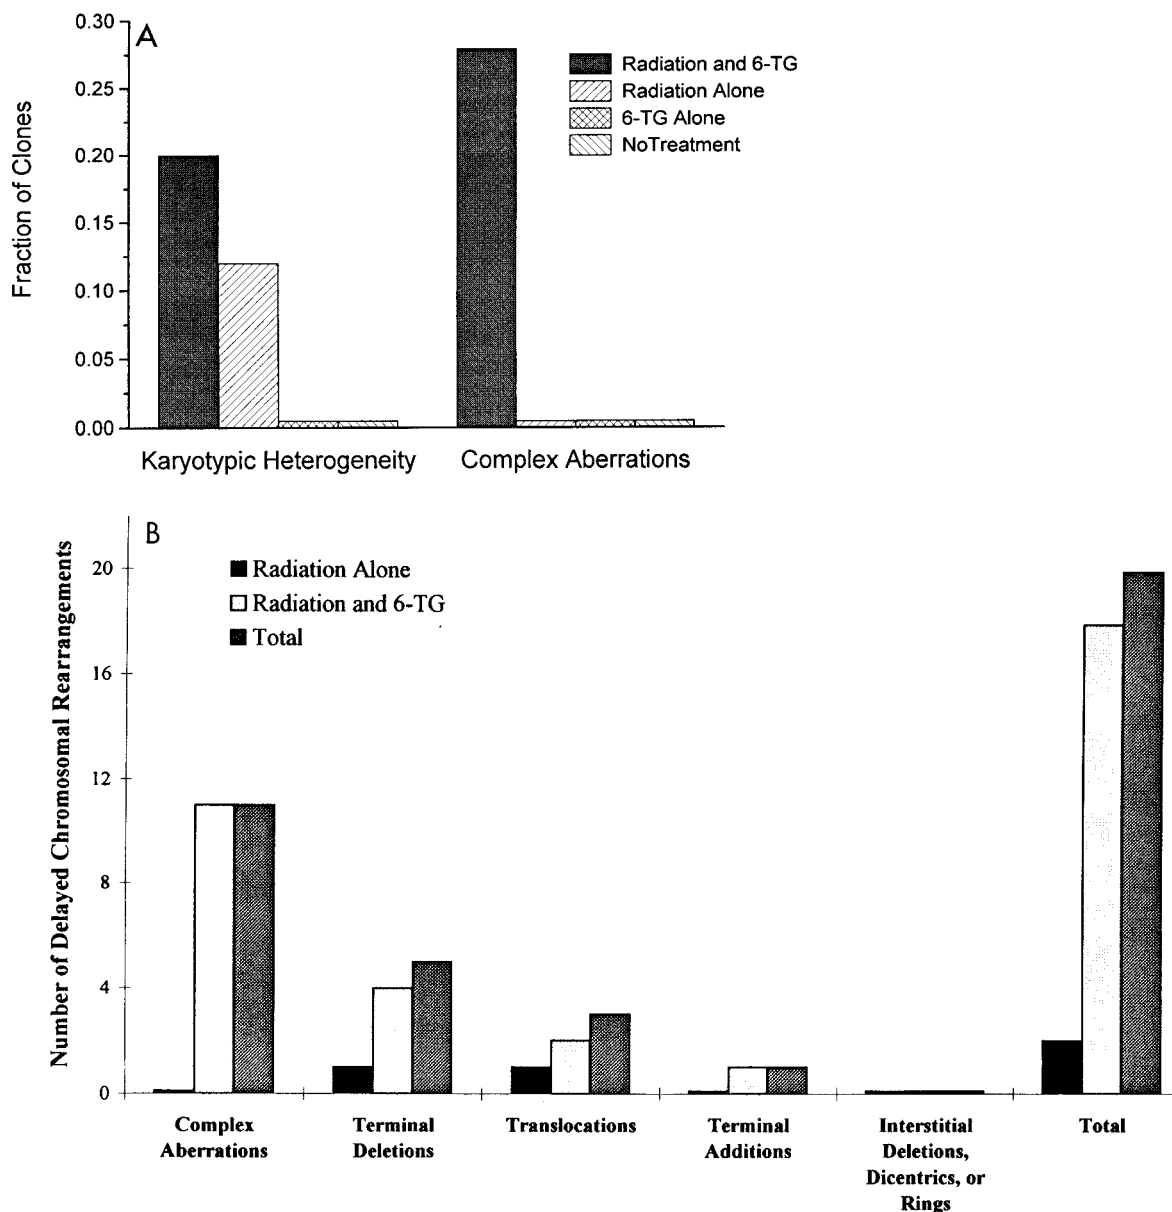 A
0.30
0.25
0.20
0.15
0.10
0.05
0.00
Fraction of Clones
Radiation and 6-TG
Radiation Alone
6-TG Alone
NoTreatment
Karyotypic Heterogeneity
Complex Aberrations
B
Number of Delayed Chromosomal Rearrangements
20
16
12
8
4
0
Radiation Alone
Radiation and 6-TG
Total
Complex
Aberrations
Terminal
Deletions
Translocations
Terminal
Additions
Interstitial
Deletions,
Dicentrics, or
Rings
Total